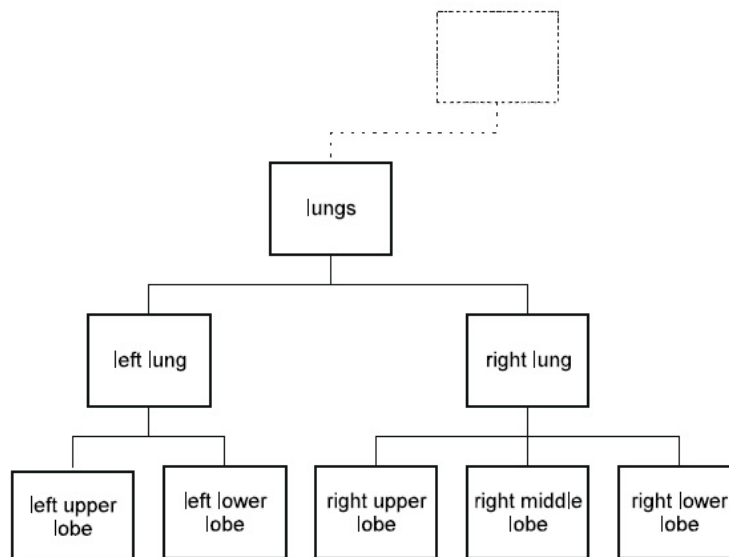 lungs
left lung
right lung
left upper
lobe
left lower
lobe
right upper
lobe
right middle
lobe
right lower
lobe